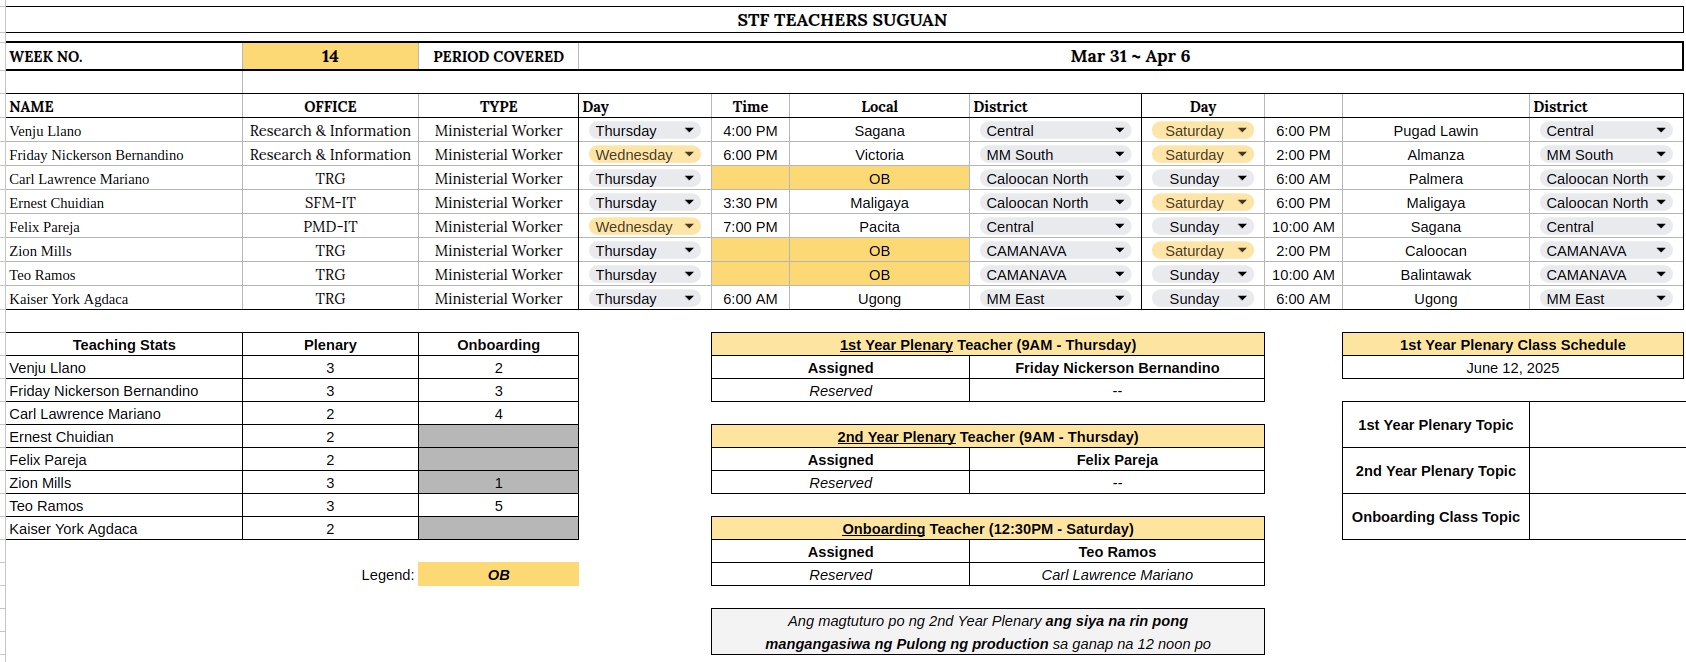 STF TEACHERS SUGUAN
WEEK NO. 14 PERIOD COVERED Mar 31 ~ Apr 6
NAME OFFICE TYPE Day Time Local District Day District
Venju Llano Research & Information Ministerial Worker Thursday 4:00 PM Sagana Central Saturday 6:00 PM Pugad Lawin Central
Friday Nickerson Bernandino Research & Information Ministerial Worker Wednesday 6:00 PM Victoria MM South Saturday 2:00 PM Almanza MM South
Carl Lawrence Mariano TRG Ministerial Worker Thursday OB Caloocan North Sunday 6:00 AM Palmera Caloocan North
Ernest Chuidian SFM-IT Ministerial Worker Thursday 3:30 PM Maligaya Caloocan North Saturday 6:00 PM Maligaya Caloocan North
Felix Pareja PMD-IT Ministerial Worker Wednesday 7:00 PM Pacita Central Sunday 10:00 AM Sagana Central
Zion Mills TRG Ministerial Worker Thursday OB CAMANAVA Saturday 2:00 PM Caloocan CAMANAVA
Teo Ramos TRG Ministerial Worker Thursday OB CAMANAVA Sunday 10:00 AM Balintawak CAMANAVA
Kaiser York Agdaca TRG Ministerial Worker Thursday 6:00 AM Ugong MM East Sunday 6:00 AM Ugong MM East
Teaching Stats Plenary Onboarding
Venju Llano 3 2
Friday Nickerson Bernandino 3 3
Carl Lawrence Mariano 2 4
Ernest Chuidian 2
Felix Pareja 2
Zion Mills 3 1
Teo Ramos 3 5
Kaiser York Agdaca 2
Legend: OB
1st Year Plenary Teacher (9AM - Thursday)
Assigned Friday Nickerson Bernandino
Reserved --
2nd Year Plenary Teacher (9AM - Thursday)
Assigned Felix Pareja
Reserved --
Onboarding Teacher (12:30PM - Saturday)
Assigned Teo Ramos
Reserved Carl Lawrence Mariano
Ang magtuturo po ng 2nd Year Plenary ang siya na rin pong
mangangasiwa ng Pulong ng production sa ganap na 12 noon po
1st Year Plenary Class Schedule
June 12, 2025
1st Year Plenary Topic
2nd Year Plenary Topic
Onboarding Class Topic